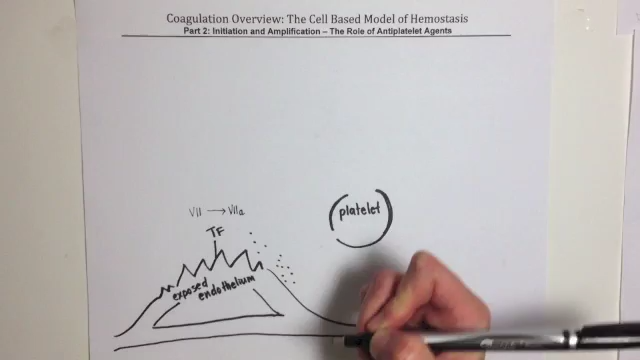 Coagulation Overview: The Cell Based Model of Hemostasis
Part 2: Initiation and Amplification – The Role of Antiplatelet Agenta
VII → VIIa
TF
platelet
exposed endothelium